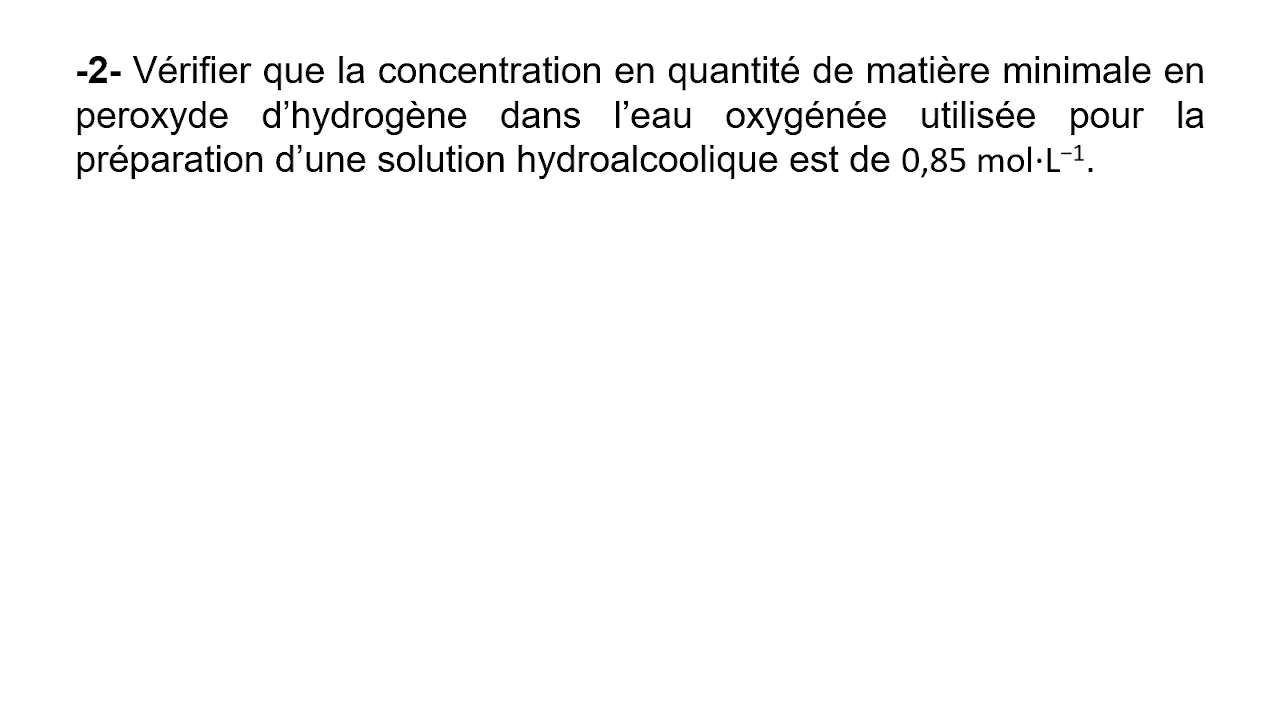 -2- Vérifier que la concentration en quantité de matière minimale en
peroxyde d’hydrogène dans l’eau oxygénée utilisée pour la
préparation d’une solution hydroalcoolique est de 0,85 mol·L⁻¹.